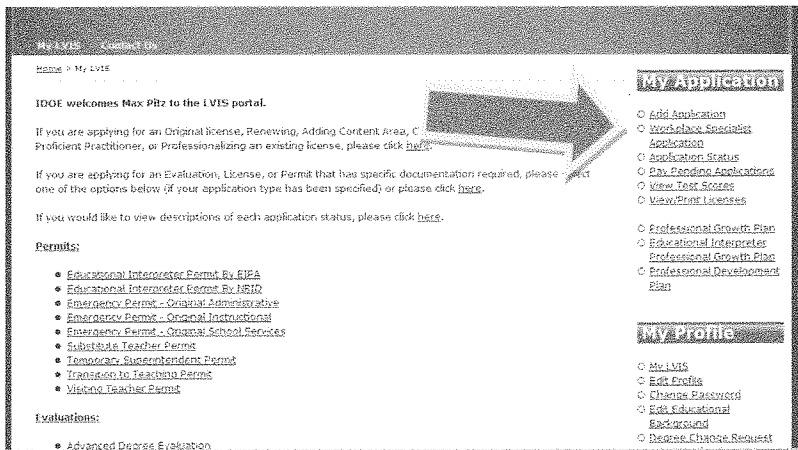 My LVIS Contact Us
Home > My LVIS
IDOE welcomes Max Pitz to the LVIS portal.
If you are applying for an Original license, Renewing, Adding Content Area, C
Proficient Practitioner, or Professionalizing an existing license, please click here.
If you are applying for an Evaluation, License, or Permit that has specific documentation required, please
one of the options below (if your application type has been specified) or please click here.
If you would like to view descriptions of each application status, please click here.
Permits:
Educational Interpreter Permit By EIPA
Educational Interpreter Permit By NRID
Emergency Permit - Original Administrative
Emergency Permit - Original Instructional
Emergency Permit - Original School Services
Substitute Teacher Permit
Temporary Superintendent Permit
Transition to Teaching Permit
Visiting Teacher Permit
Evaluations:
Advanced Degree Evaluation
My Application
Add Application
Workplace Specialist
Application
Application Status
Pay Pending Applications
View Test Scores
View/Print Licenses
Professional Growth Plan
Educational Interpreter
Professional Growth Plan
Professional Development
Plan
My Profile
My LVIS
Edit Profile
Change Password
Edit Educational
Background
Degree Change Request